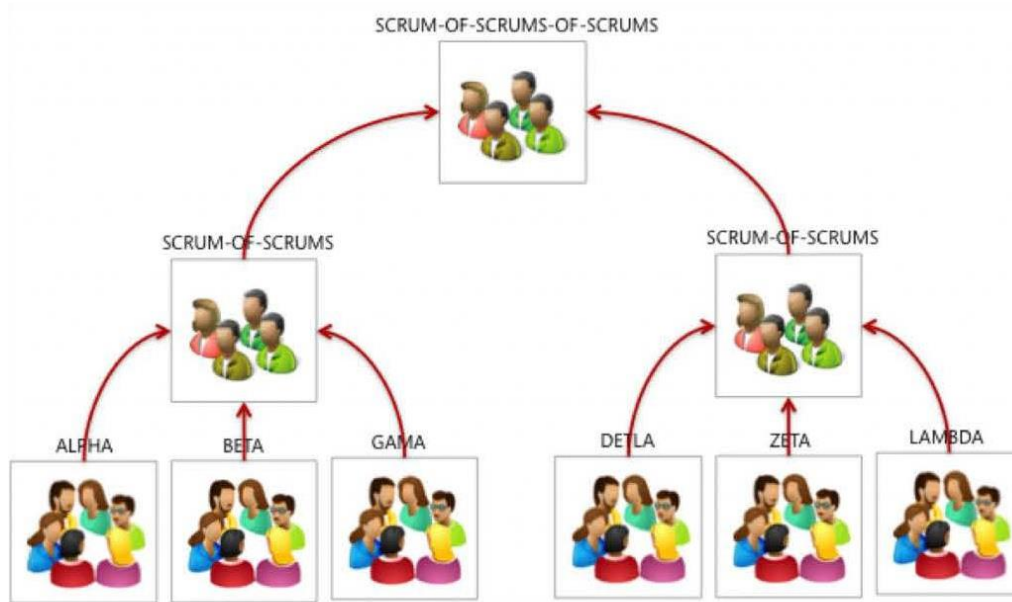 SCRUM-OF-SCRUMS-OF-SCRUMS
SCRUM-OF-SCRUMS
SCRUM-OF-SCRUMS
ALPHA
BETA
GAMA
DETLA
ZETA
LAMBDA